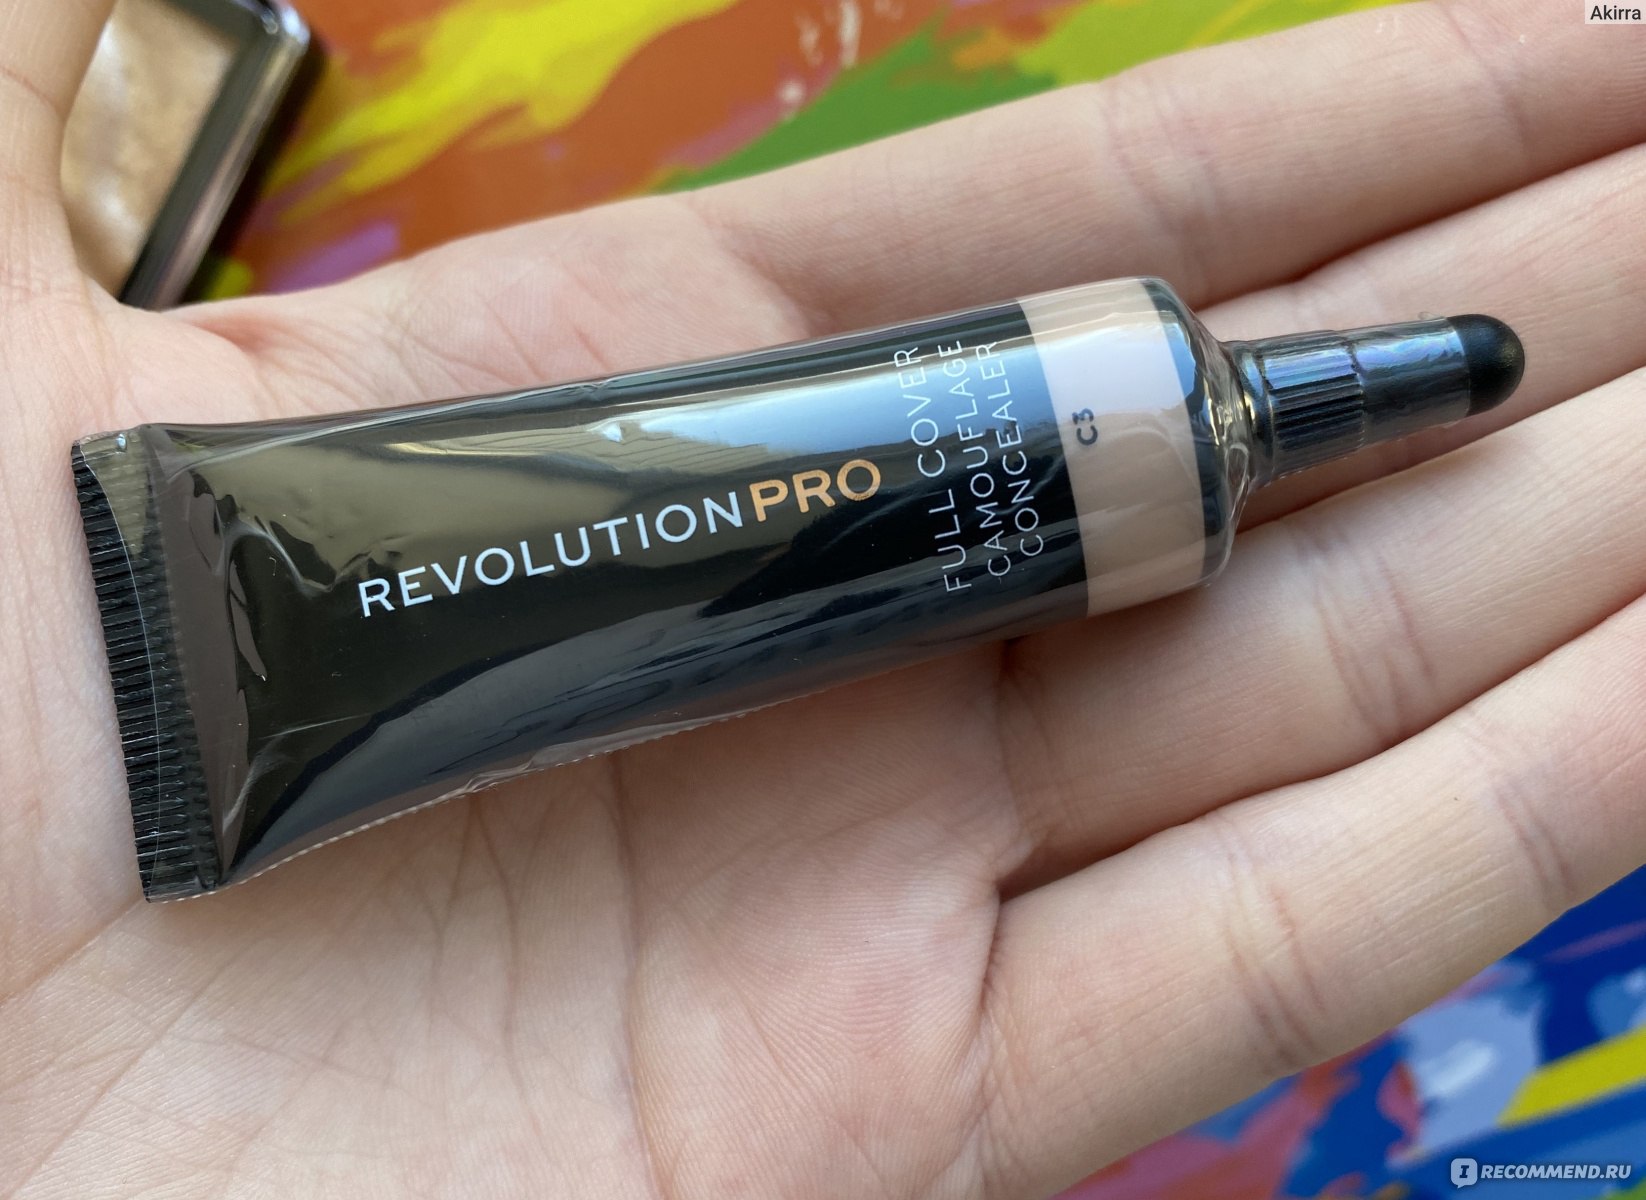 Akirra
REVOLUTIONPRO
FULL COVER
CAMOUFLAGE
CONCEALER
C3
IRECOMMEND.RU